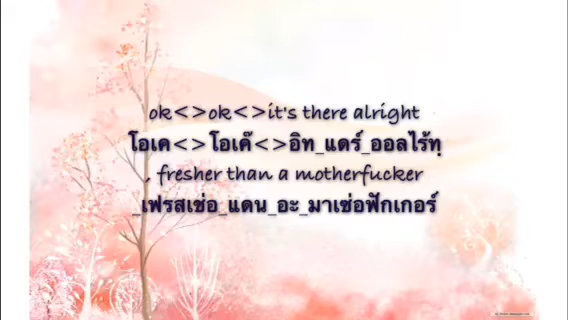 ok<>ok<>it's there alright
โอเค<>โอเค๊<>อิท_แดร์_ออลไร้ทฺ
, fresher than a motherfucker
_เฟรสเช่อ_แดน_อะ_มาเซ่อฟักเกอร์